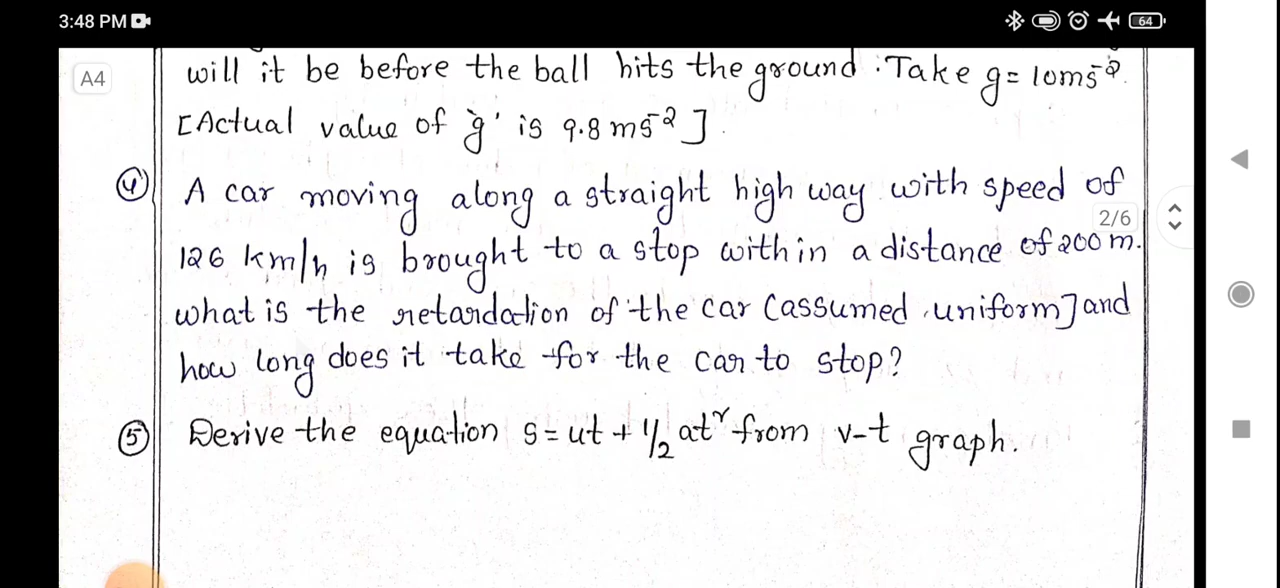 3:48 PM
64
A4
will it be before the ball hits the ground : Take g = 10ms⁻².
[Actual value of 'g' is 9.8 ms⁻²].
④ A car moving along a straight high way with speed of
2/6
126 km/h is brought to a stop within a distance of 200 m.
what is the retardation of the car (assumed uniform] and
how long does it take for the car to stop?
⑤ Derive the equation s = ut + 1/2 at² from v-t graph.